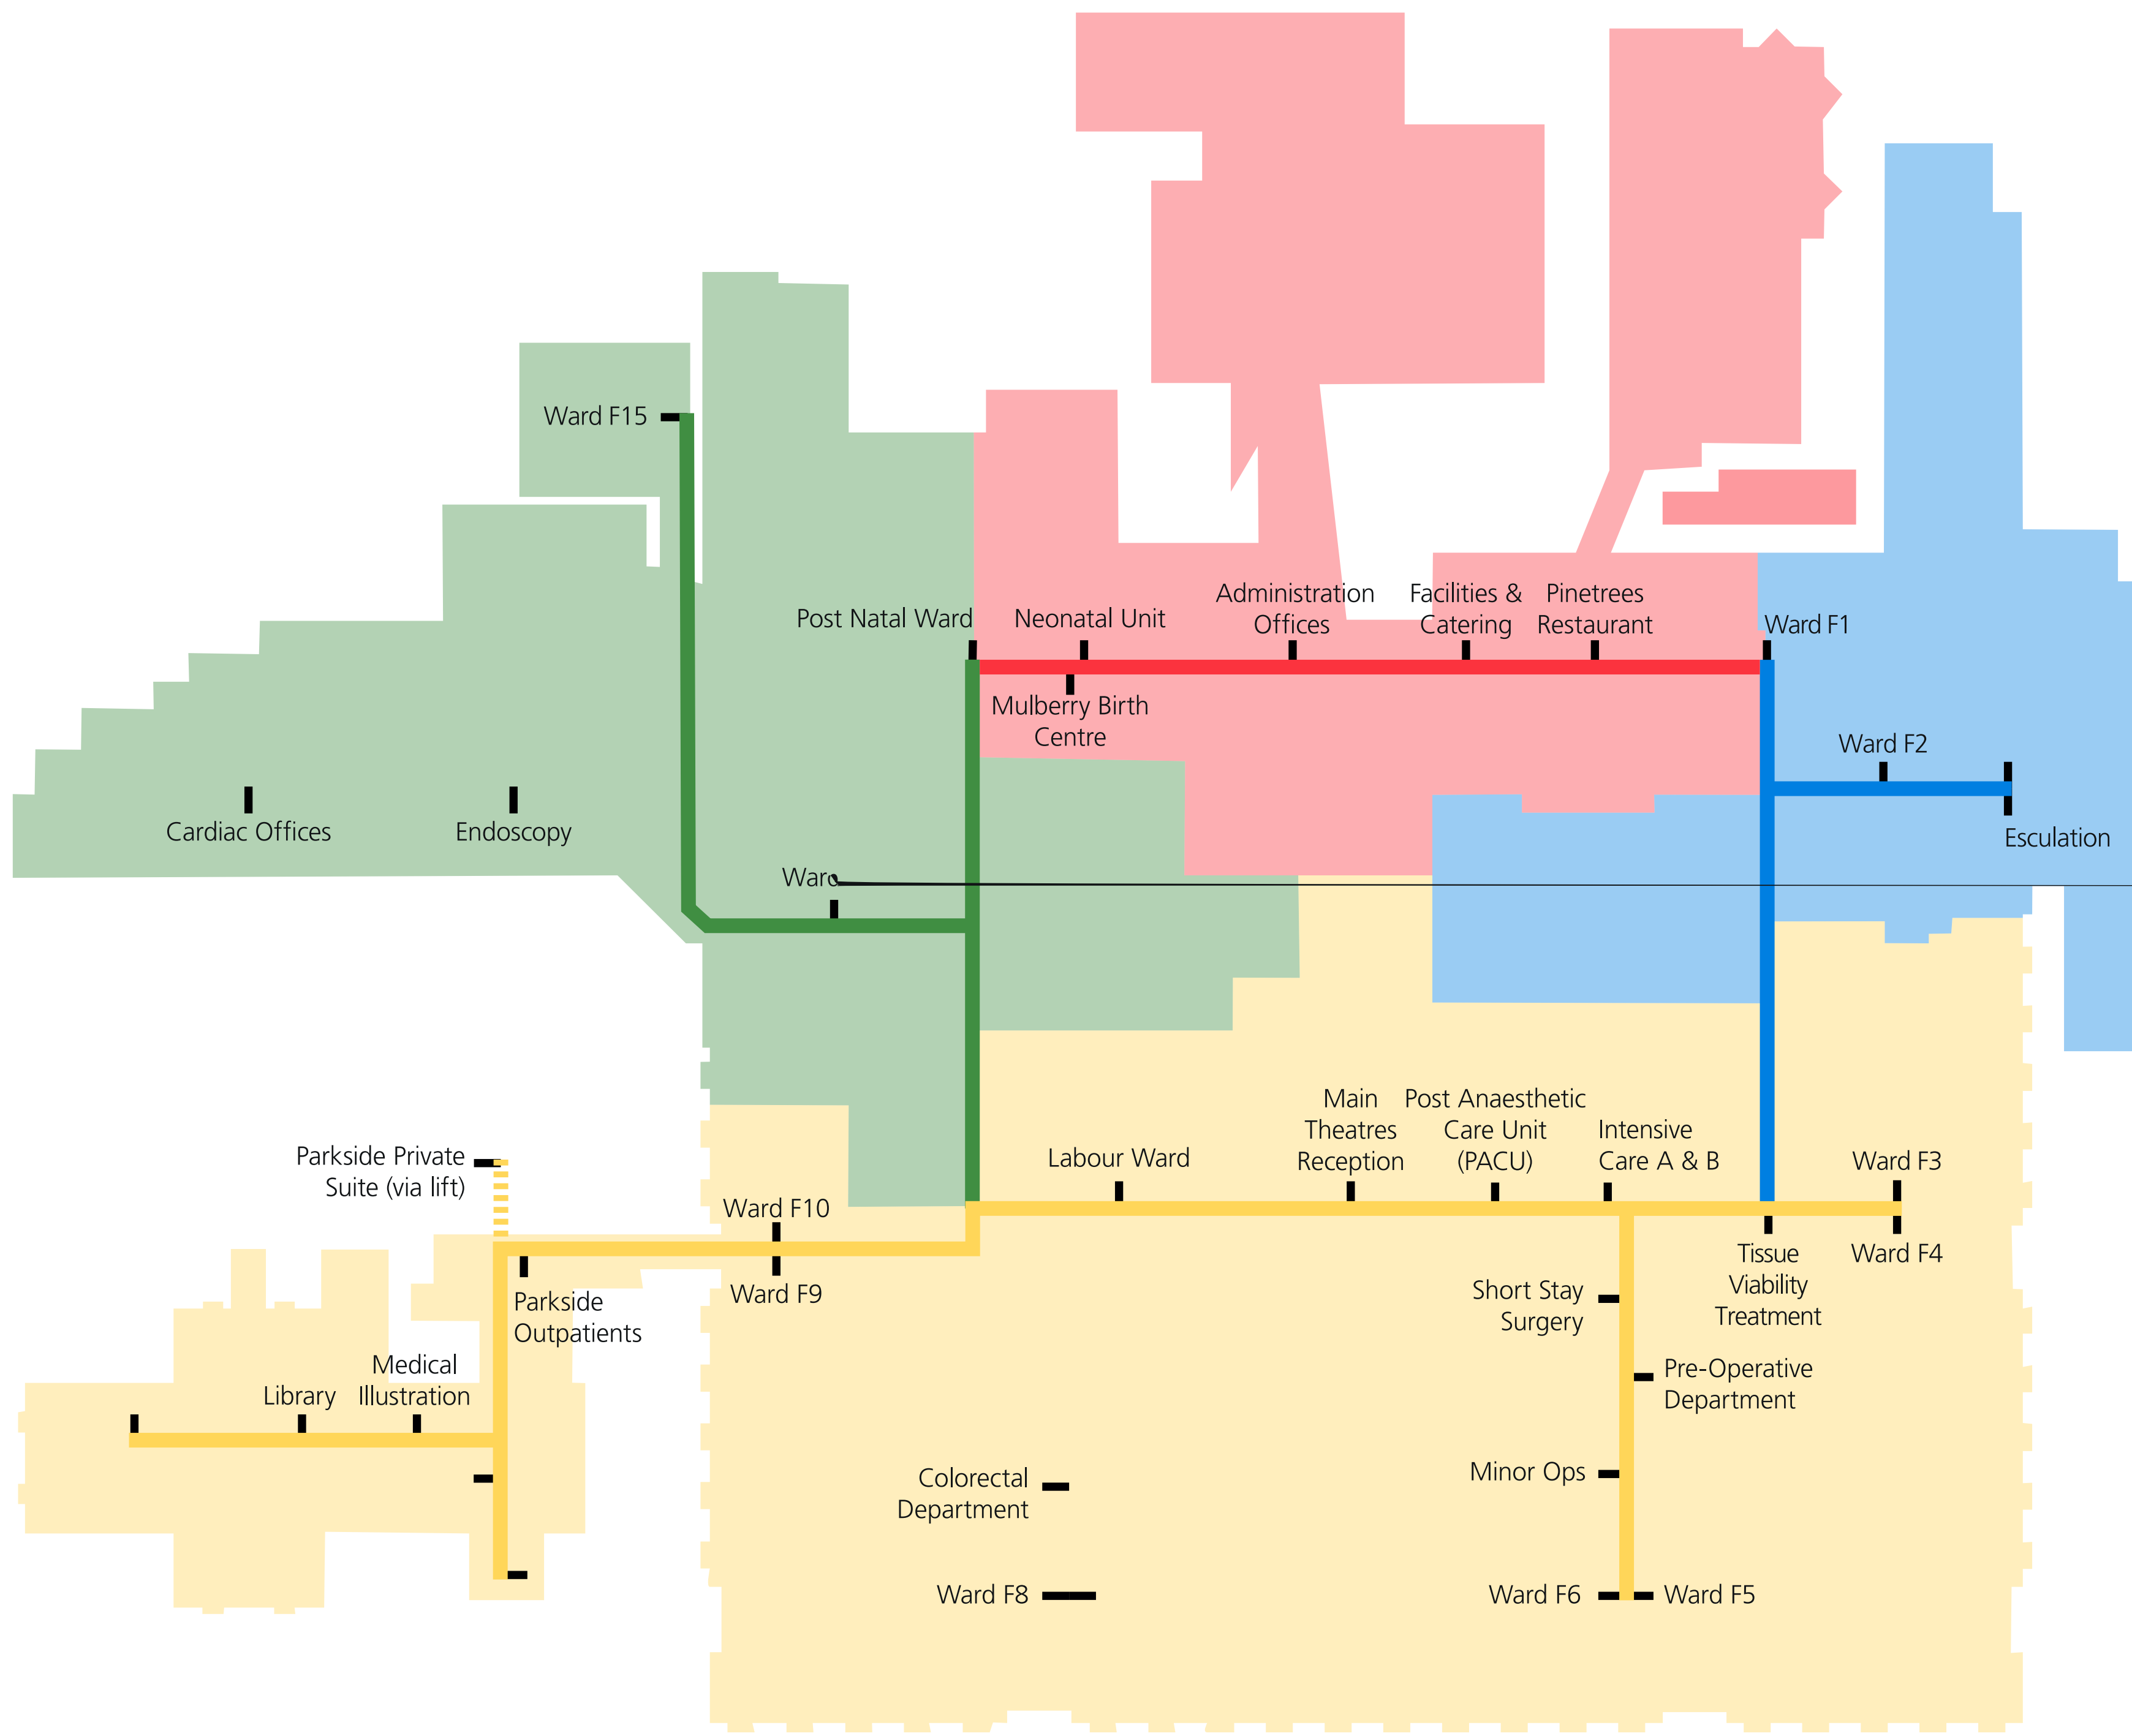 Ward F15
Post Natal Ward
Neonatal Unit
Administration
Offices
Facilities &
Catering
Pinetrees
Restaurant
Ward F1
Mulberry Birth
Centre
Ward F2
Cardiac Offices
Endoscopy
Esculation
Parkside Private
Suite (via lift)
Ward F10
Labour Ward
Main
Theatres
Reception
Post Anaesthetic
Care Unit
(PACU)
Intensive
Care A & B
Ward F3
Ward F9
Parkside
Outpatients
Short Stay
Surgery
Tissue
Viability
Treatment
Ward F4
Library
Medical
Illustration
Pre-Operative
Department
Colorectal
Department
Minor Ops
Ward F8
Ward F6
Ward F5